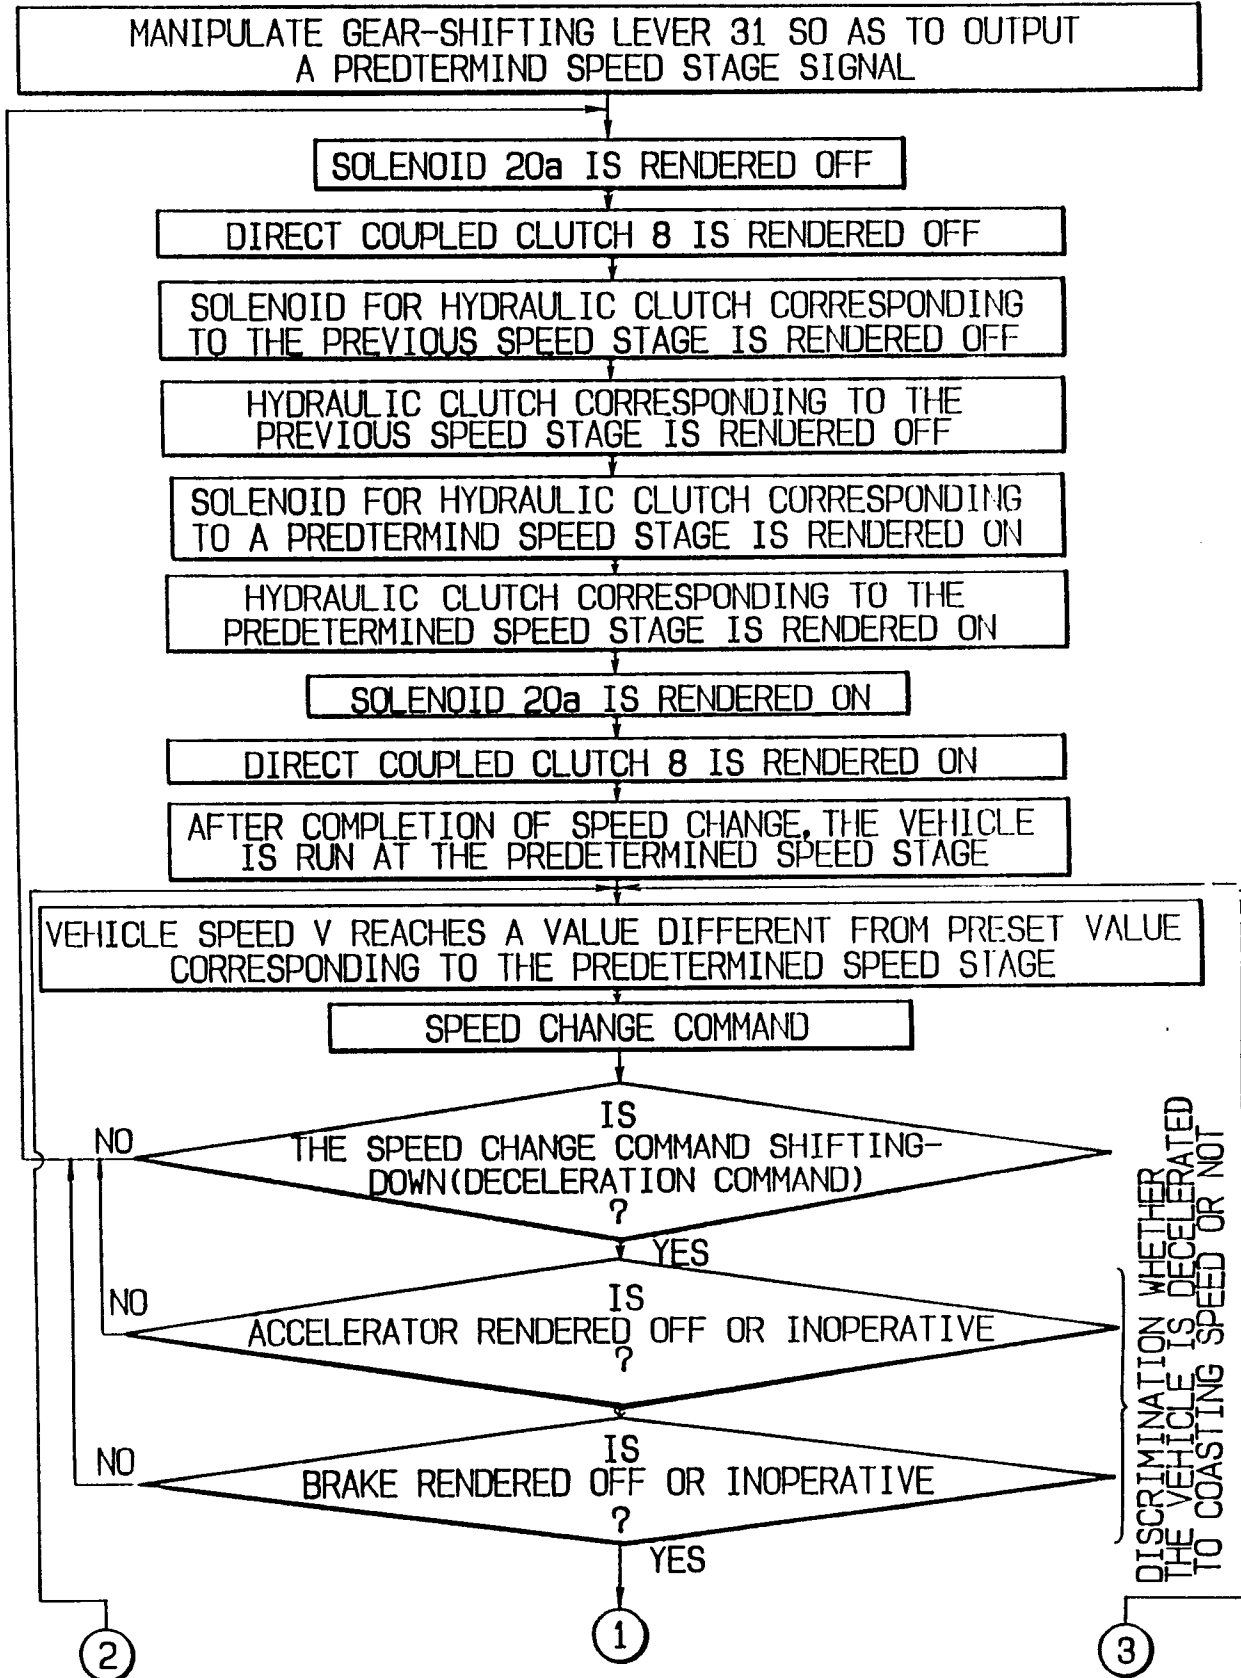 MANIPULATE GEAR-SHIFTING LEVER 31 SO AS TO OUTPUT
A PREDTERMIND SPEED STAGE SIGNAL
SOLENOID 20a IS RENDERED OFF
DIRECT COUPLED CLUTCH 8 IS RENDERED OFF
SOLENOID FOR HYDRAULIC CLUTCH CORRESPONDING
TO THE PREVIOUS SPEED STAGE IS RENDERED OFF
HYDRAULIC CLUTCH CORRESPONDING TO THE
PREVIOUS SPEED STAGE IS RENDERED OFF
SOLENOID FOR HYDRAULIC CLUTCH CORRESPONDING
TO A PREDTERMIND SPEED STAGE IS RENDERED ON
HYDRAULIC CLUTCH CORRESPONDING TO THE
PREDETERMINED SPEED STAGE IS RENDERED ON
SOLENOID 20a IS RENDERED ON
DIRECT COUPLED CLUTCH 8 IS RENDERED ON
AFTER COMPLETION OF SPEED CHANGE, THE VEHICLE
IS RUN AT THE PREDETERMINED SPEED STAGE
VEHICLE SPEED V REACHES A VALUE DIFFERENT FROM PRESET VALUE
CORRESPONDING TO THE PREDETERMINED SPEED STAGE
SPEED CHANGE COMMAND
IS
THE SPEED CHANGE COMMAND SHIFTING-
DOWN(DECELERATION COMMAND)
?
NO
YES
IS
ACCELERATOR RENDERED OFF OR INOPERATIVE
?
NO
IS
BRAKE RENDERED OFF OR INOPERATIVE
?
NO
YES
DISCRIMINATION WHETHER
THE VEHICLE IS DECELERATED
TO COASTING SPEED OR NOT
2
1
3